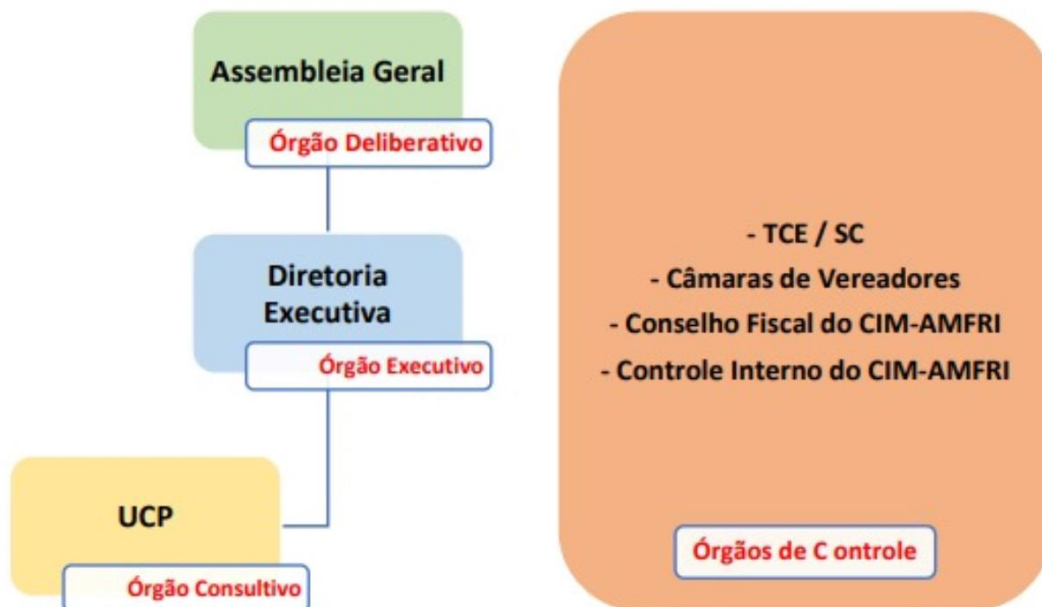 Assembleia Geral
Órgão Deliberativo
Diretoria
Executiva
Órgão Executivo
UCP
Órgão Consultivo
- TCE / SC
- Câmaras de Vereadores
- Conselho Fiscal do CIM-AMFRI
- Controle Interno do CIM-AMFRI
Órgãos de C ontrole